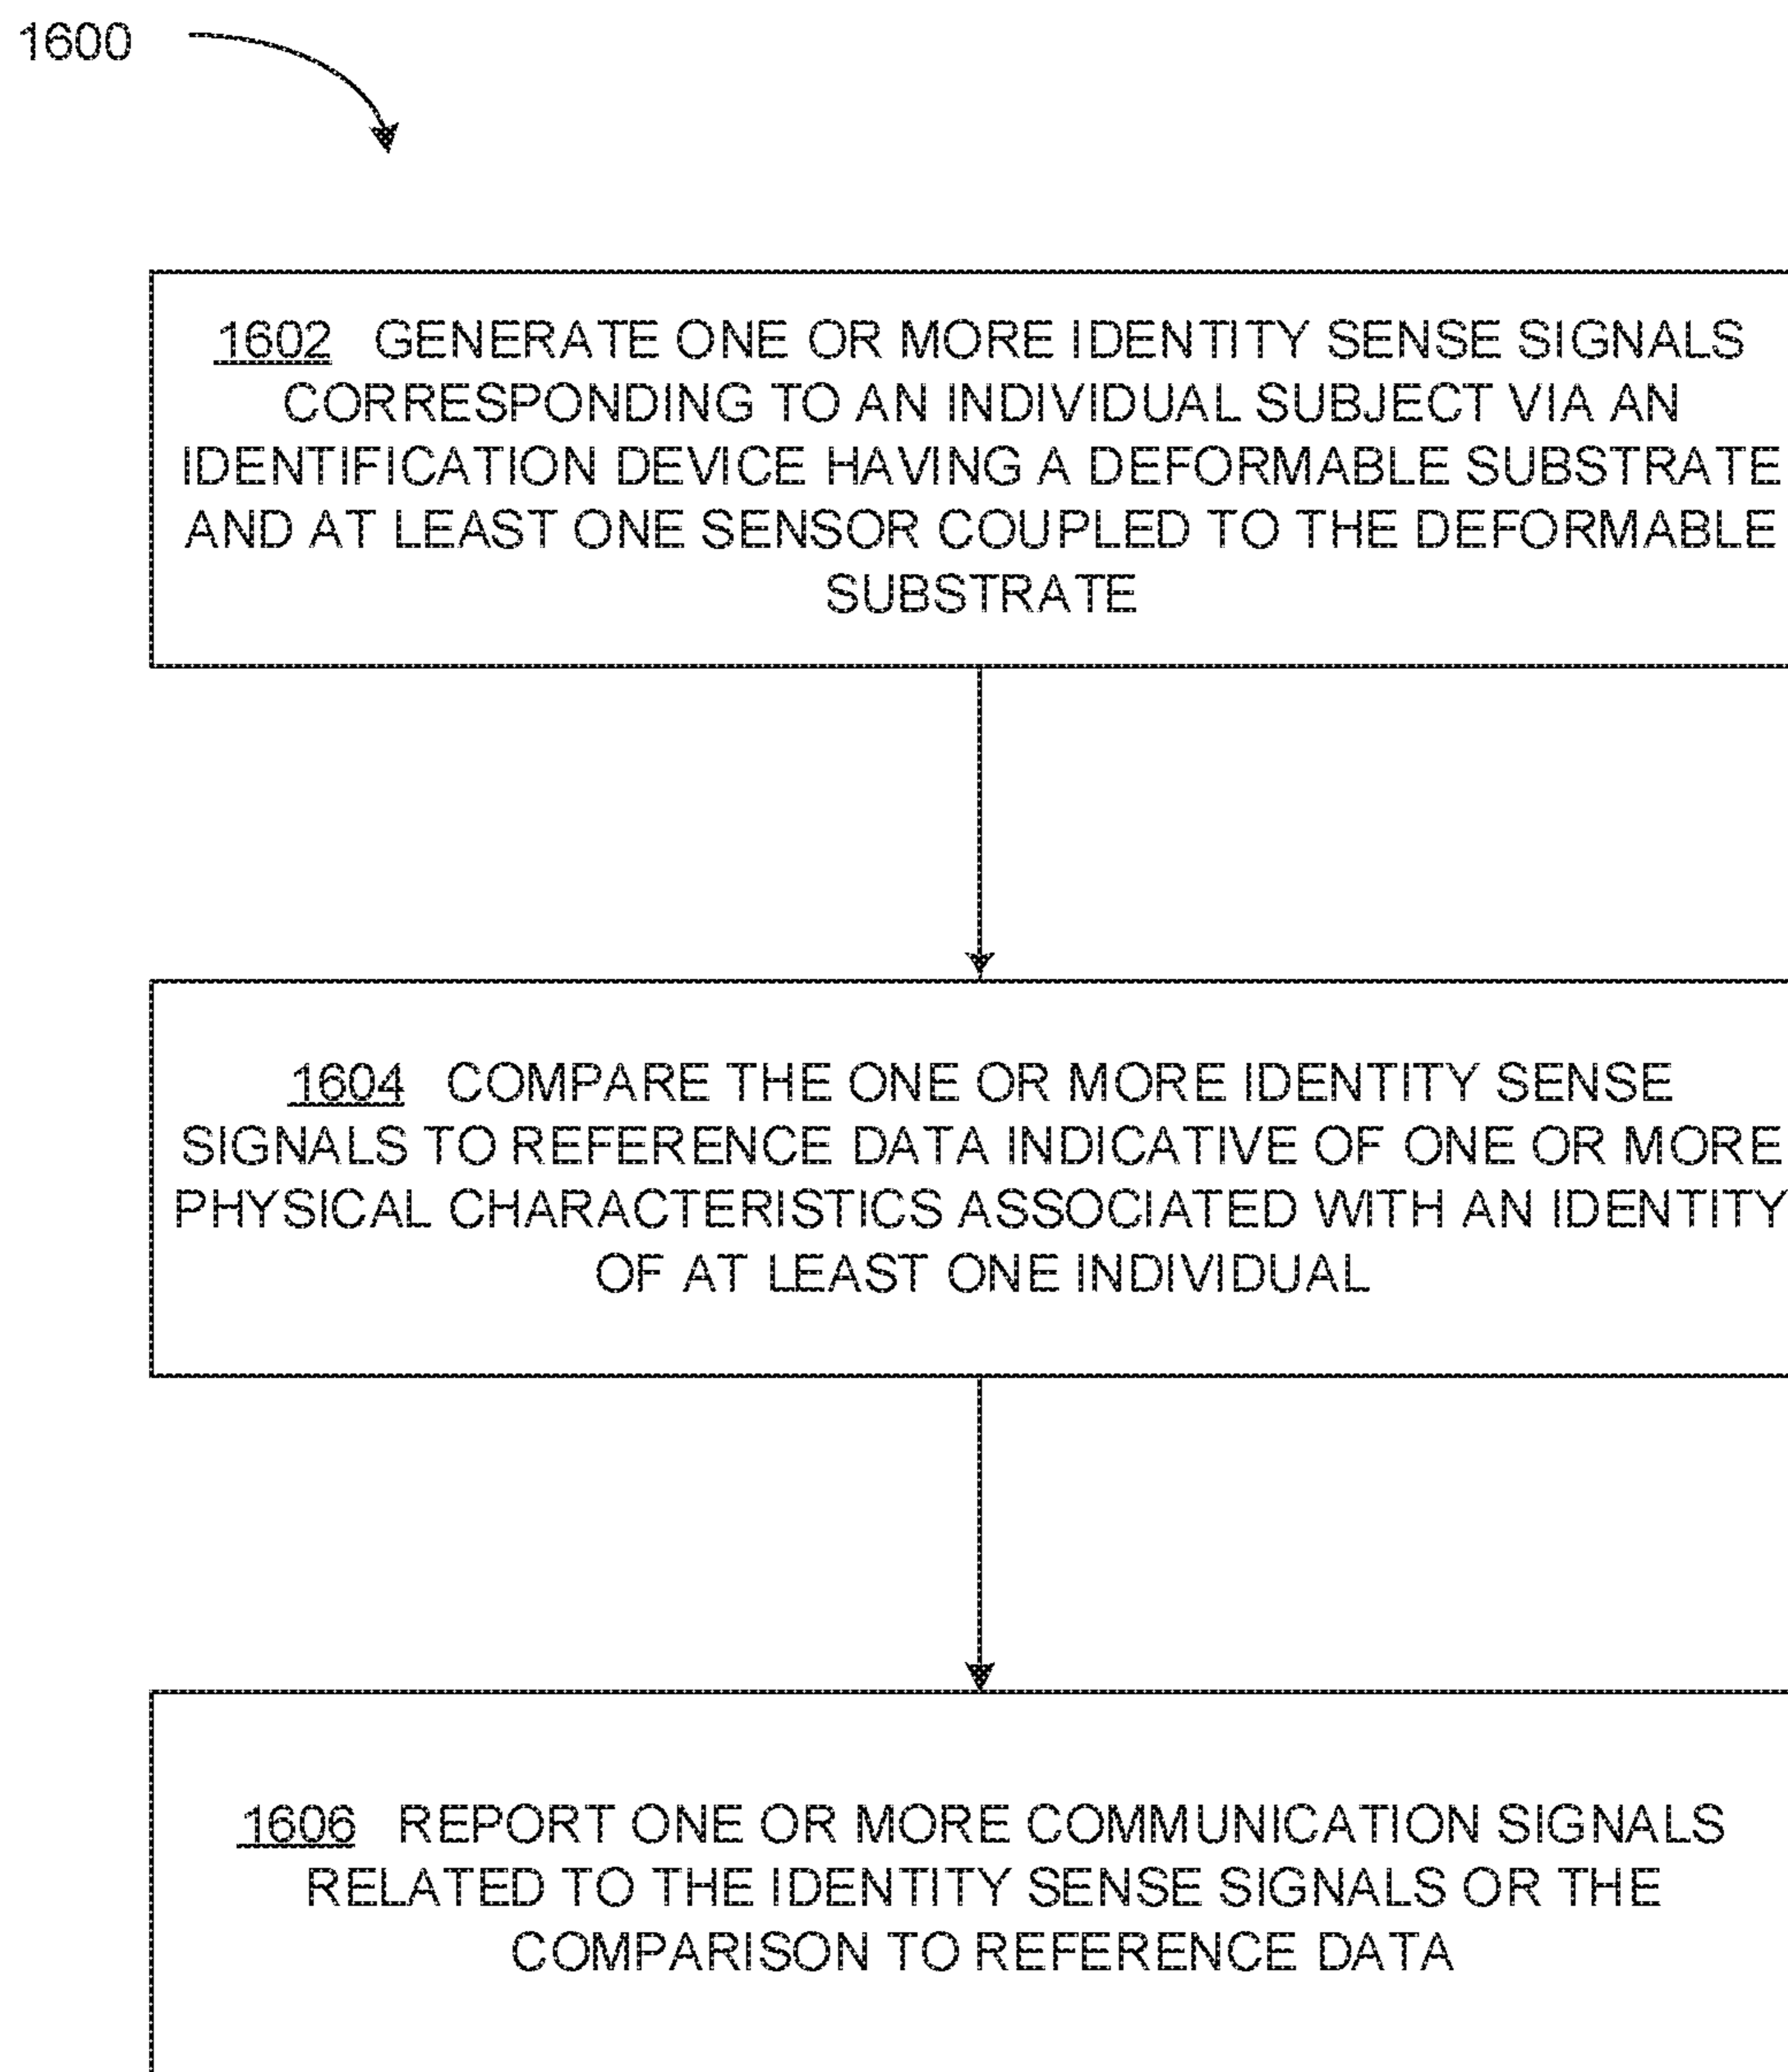 1600
1602 GENERATE ONE OR MORE IDENTITY SENSE SIGNALS
CORRESPONDING TO AN INDIVIDUAL SUBJECT VIA AN
IDENTIFICATION DEVICE HAVING A DEFORMABLE SUBSTRATE
AND AT LEAST ONE SENSOR COUPLED TO THE DEFORMABLE
SUBSTRATE
1604 COMPARE THE ONE OR MORE IDENTITY SENSE
SIGNALS TO REFERENCE DATA INDICATIVE OF ONE OR MORE
PHYSICAL CHARACTERISTICS ASSOCIATED WITH AN IDENTITY
OF AT LEAST ONE INDIVIDUAL
1606 REPORT ONE OR MORE COMMUNICATION SIGNALS
RELATED TO THE IDENTITY SENSE SIGNALS OR THE
COMPARISON TO REFERENCE DATA